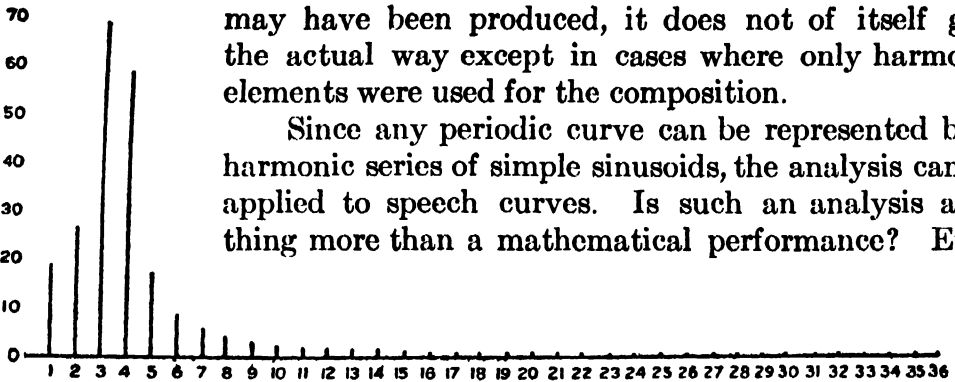 may have been produced, it does not of itself
the actual way except in cases where only
elements were used for the composition.
Since any periodic curve can be represented
harmonic series of simple sinusoids, the analysis
applied to speech curves. Is such an analysis
thing more than a mathematical performance?
70
60
50
40
30
20
10
0
1 2 3 4 5 6 7 8 9 10 11 12 13 14 15 16 17 18 19 20 21 22 23 24 25 26 27 28 29 30 31 32 33 34 35 36